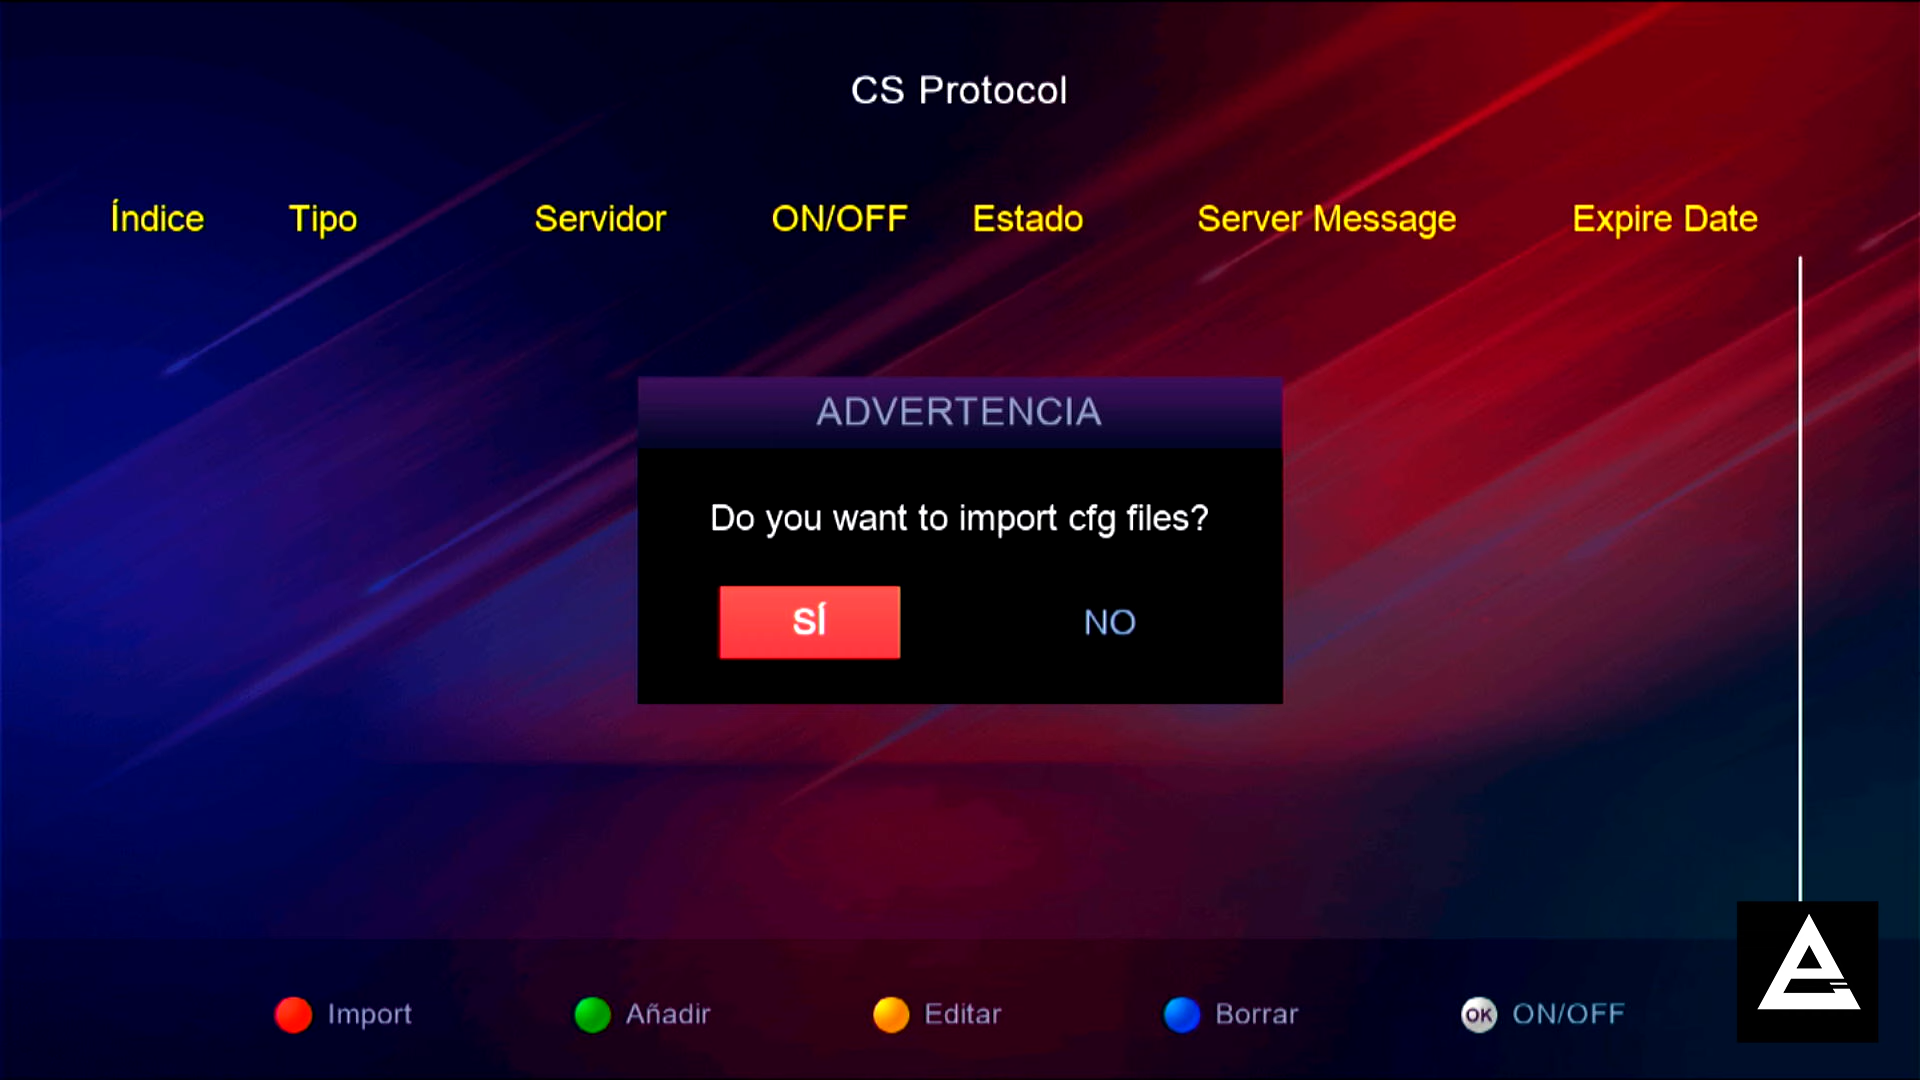 CS Protocol
Índice Tipo Servidor ON/OFF Estado Server Message Expire Date
ADVERTENCIA
Do you want to import cfg files?
SÍ NO
Import Añadir Editar Borrar OK ON/OFF